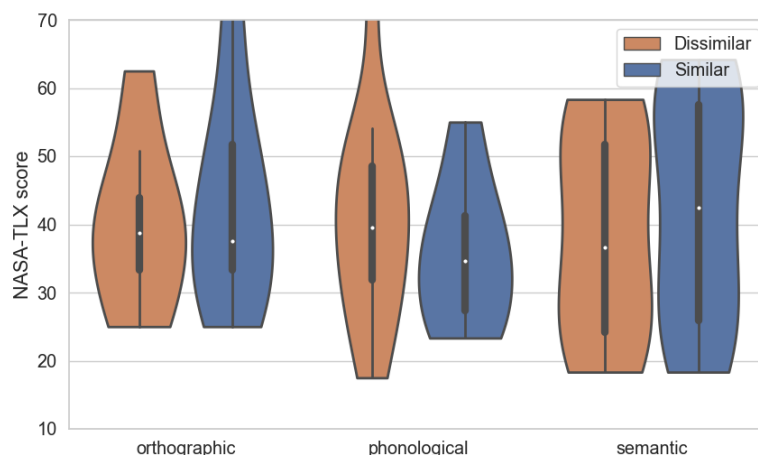 70
60
50
40
30
20
10
NASA-TLX score
Dissimilar
Similar
orthographic
phonological
semantic